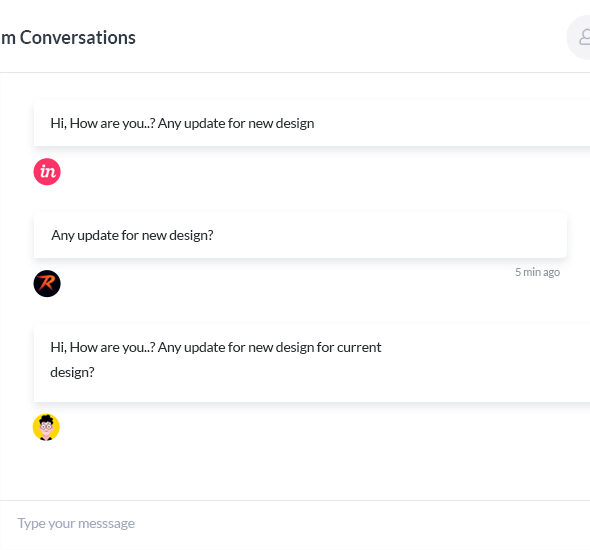 m Conversations
Hi, How are you..? Any update for new design
in
Any update for new design?
5 min ago
R
Hi, How are you..? Any update for new design for current
design?
Type your messsage